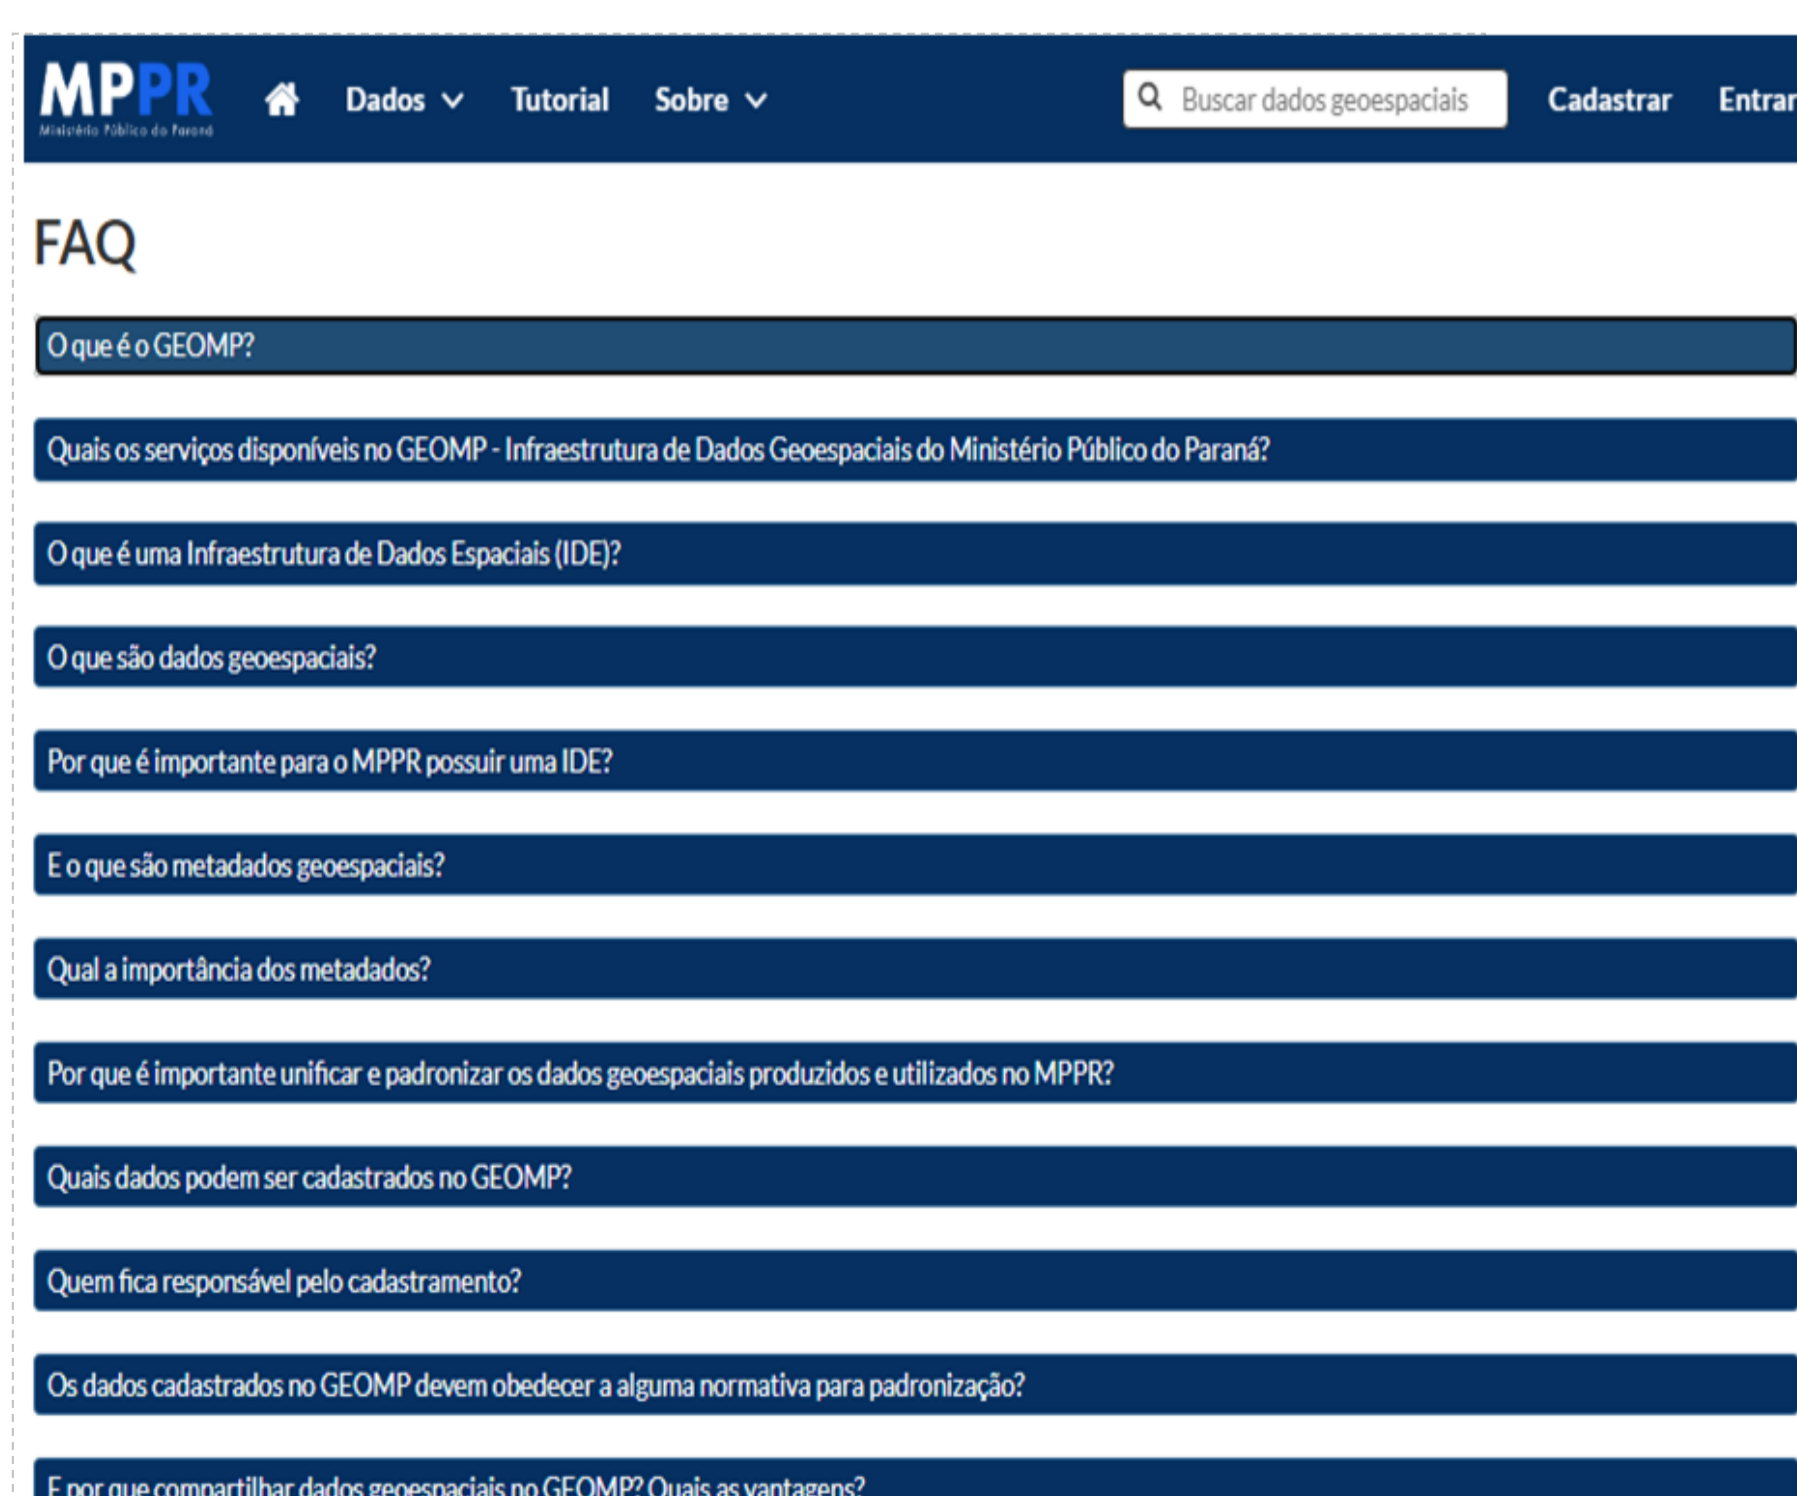 MPPR
Ministério Público do Paraná
Dados
Tutorial
Sobre
Buscar dados geoespaciais
Cadastrar
Entrar
FAQ
O que é o GEOMP?
Quais os serviços disponíveis no GEOMP - Infraestrutura de Dados Geoespaciais do Ministério Público do Paraná?
O que é uma Infraestrutura de Dados Espaciais (IDE)?
O que são dados geoespaciais?
Por que é importante para o MPPR possuir uma IDE?
E o que são metadados geoespaciais?
Qual a importância dos metadados?
Por que é importante unificar e padronizar os dados geoespaciais produzidos e utilizados no MPPR?
Quais dados podem ser cadastrados no GEOMP?
Quem fica responsável pelo cadastramento?
Os dados cadastrados no GEOMP devem obedecer a alguma normativa para padronização?
E por que compartilhar dados geoespaciais no GEOMP? Quais as vantagens?